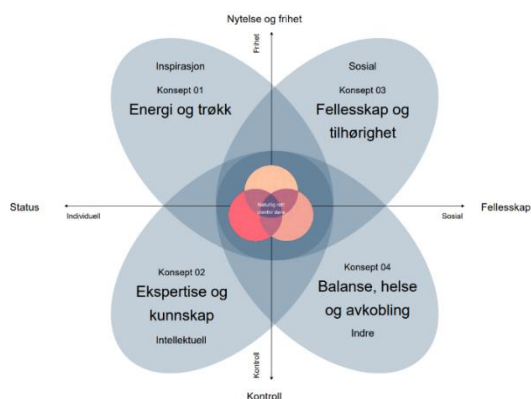 Nytelse og frihet
Frihet
Inspirasjon
Konsept 01
Energi og trøkk
Sosial
Konsept 03
Fellesskap og
tilhørighet
Status
Individuell
Sosial
Fellesskap
Konsept 02
Ekspertise og
kunnskap
Intellektuell
Konsept 04
Balanse, helse
og avkobling
Indre
Kontroll
Kontroll